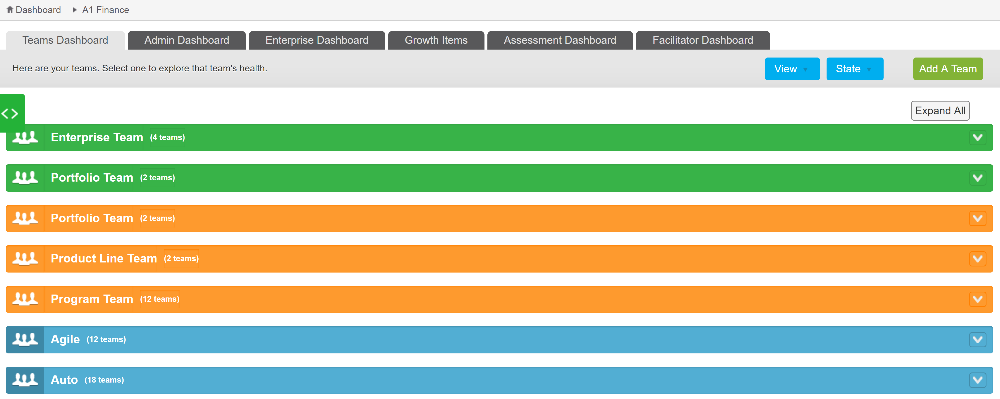 Dashboard A1 Finance
Teams Dashboard Admin Dashboard Enterprise Dashboard Growth Items Assessment Dashboard Facilitator Dashboard
Here are your teams. Select one to explore that team's health. View State Add A Team
Expand All
Enterprise Team (4 teams)
Portfolio Team (2 teams)
Portfolio Team (2 teams)
Product Line Team (2 teams)
Program Team (12 teams)
Agile (12 teams)
Auto (18 teams)